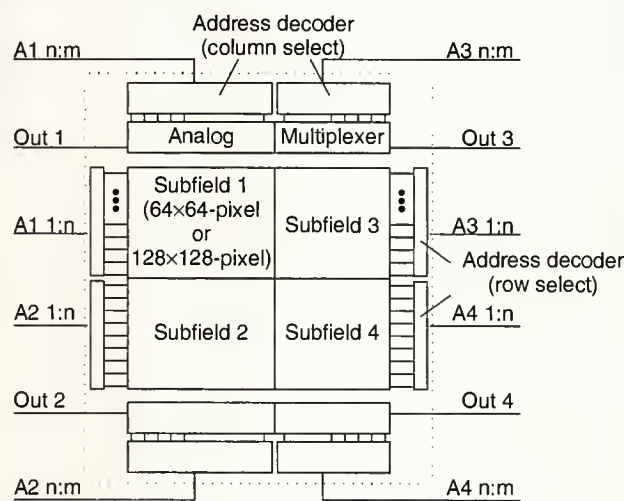 Address decoder
(column select)
A1 n:m
A3 n:m
Out 1
Analog
Multiplexer
Out 3
Subfield 1
(64×64-pixel
or
128×128-pixel)
Subfield 3
A1 1:n
A3 1:n
Address decoder
(row select)
A2 1:n
Subfield 2
Subfield 4
A4 1:n
Out 2
Out 4
A2 n:m
A4 n:m